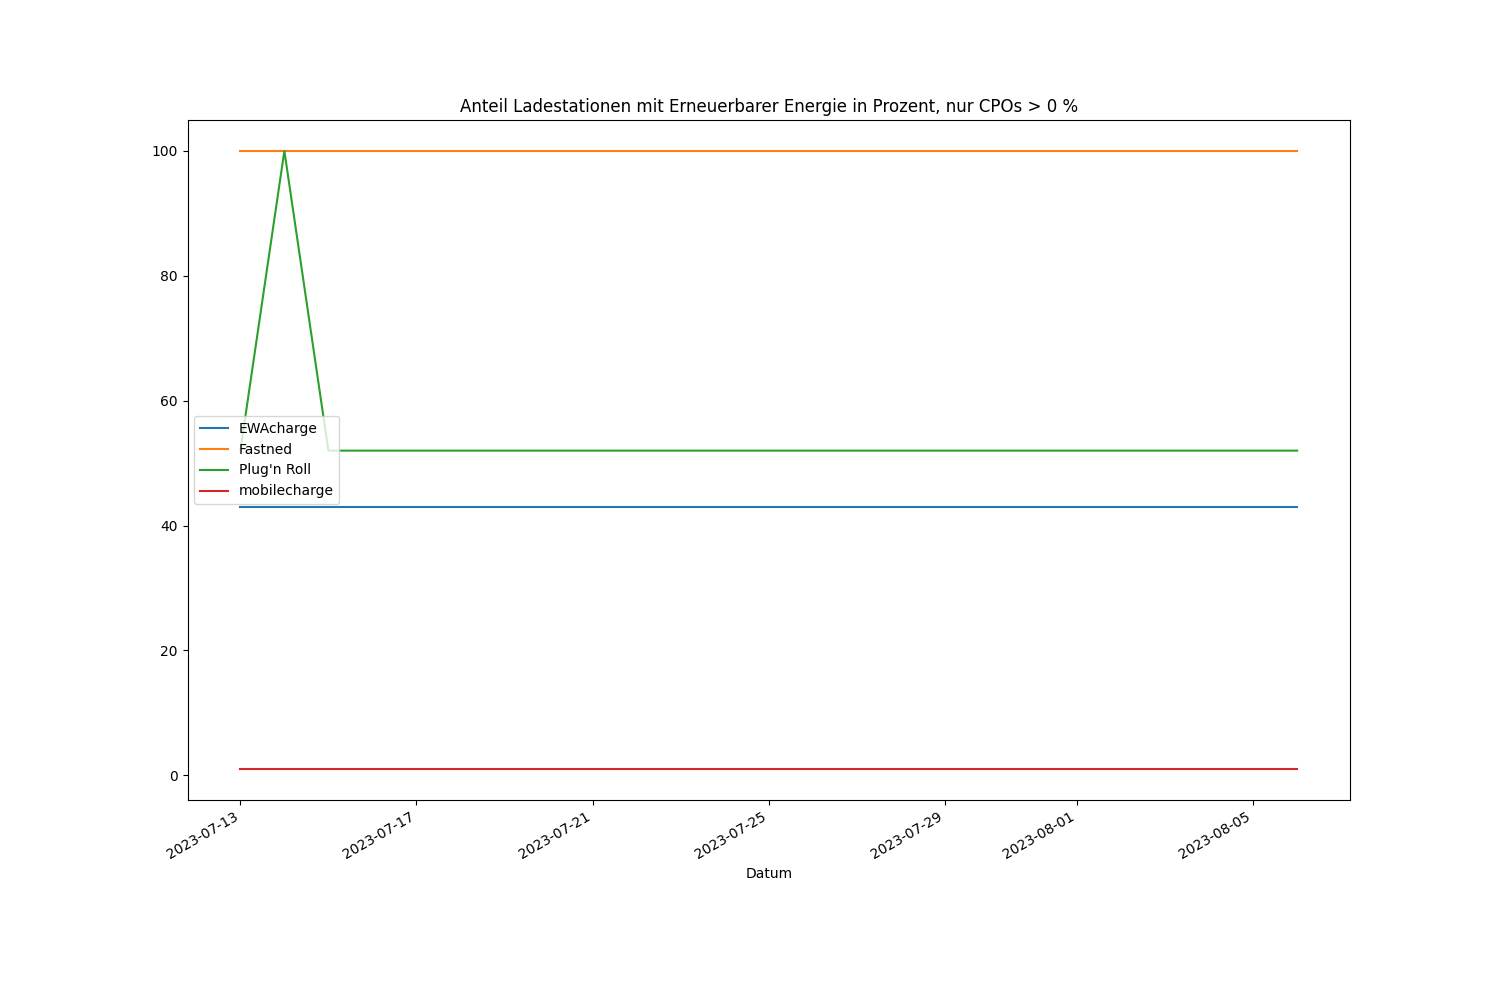 Anteil Ladestationen mit Erneuerbarer Energie in Prozent, nur CPOs > 0 %
100
80
60
40
20
0
EWAcharge
Fastned
Plug'n Roll
mobilecharge
2023-07-13
2023-07-17
2023-07-21
2023-07-25
2023-07-29
2023-08-01
2023-08-05
Datum